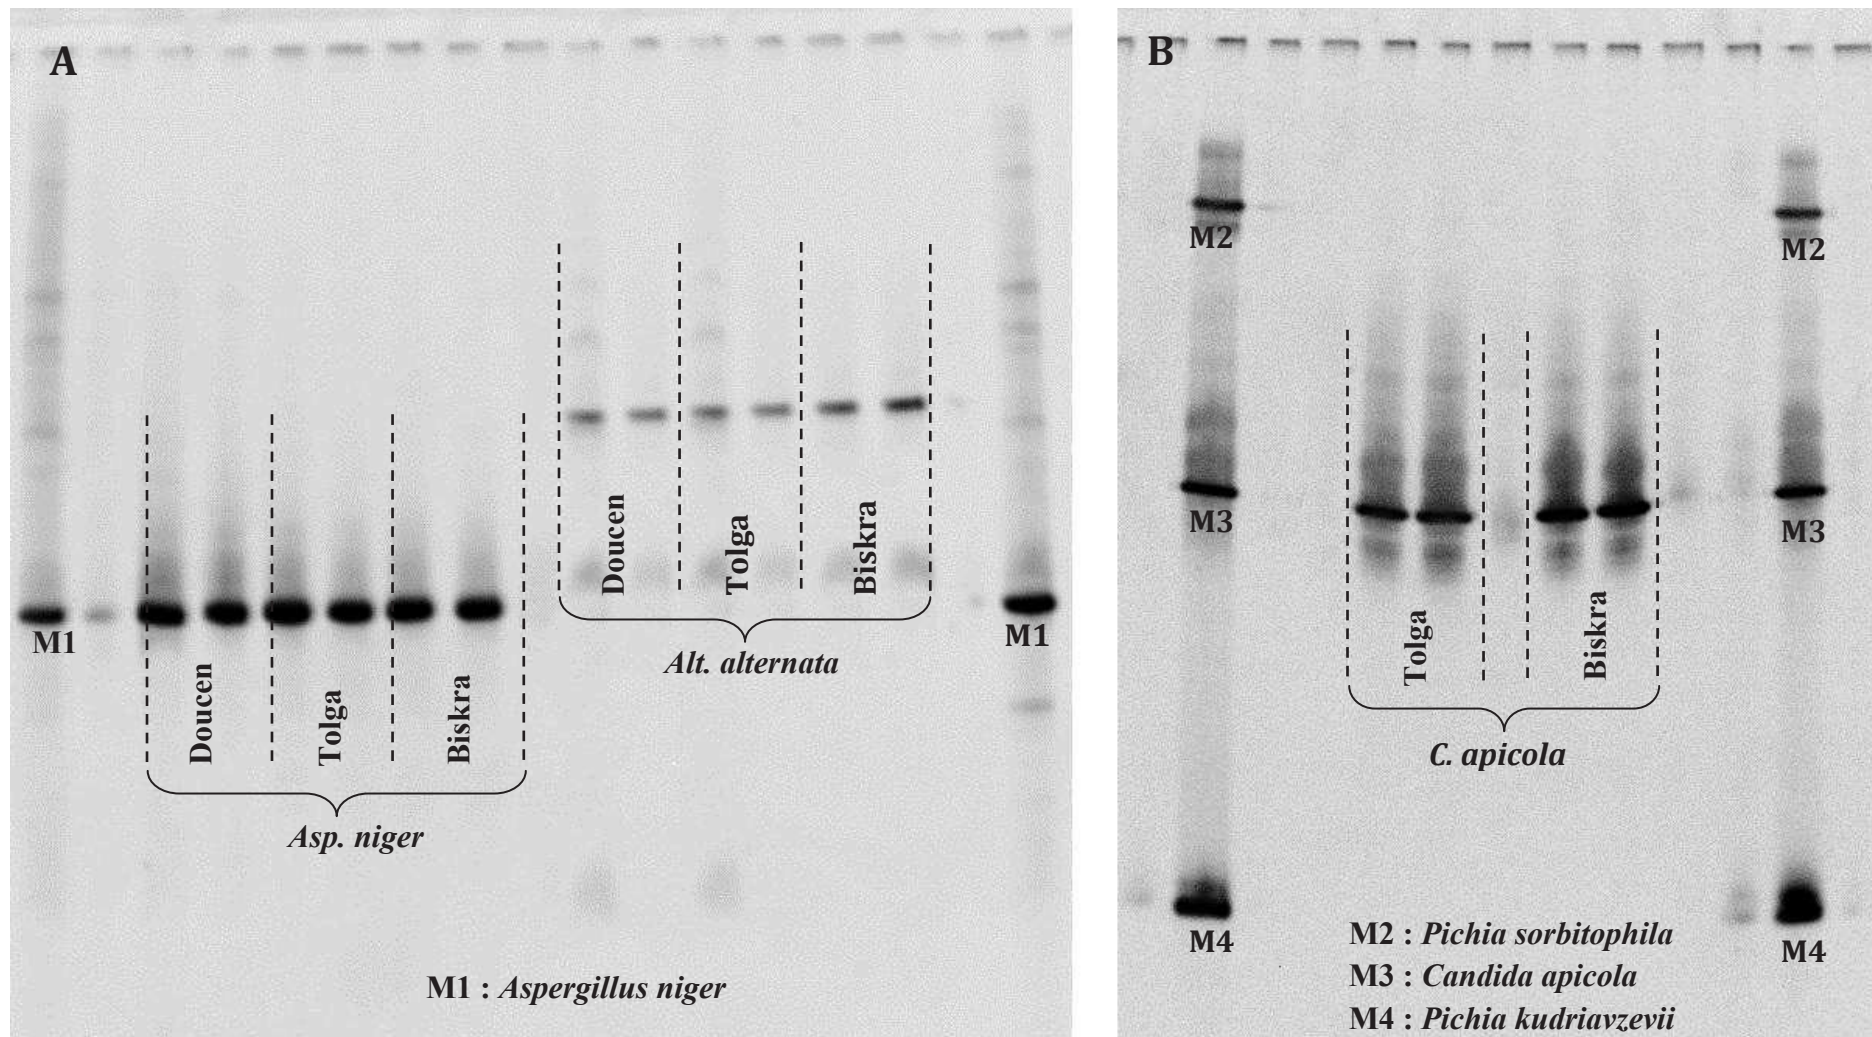 A
M1
Doucen
Tolga
Biskra
Asp. niger
Doucen
Tolga
Biskra
Alt. alternata
M1
M1 : Aspergillus niger
B
M2
M3
M4
Tolga
Biskra
C. apicola
M2
M3
M4
M2 : Pichia sorbitophila
M3 : Candida apicola
M4 : Pichia kudriavzevii